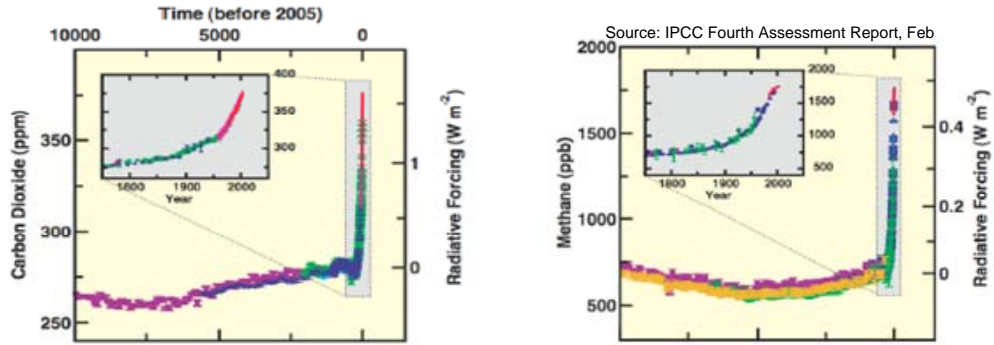 Time (before 2005)
10000 5000 0
Carbon Dioxide (ppm)
350
300
250
400
350
300
1800 1900 2000
Year
1
0
Radiative Forcing (W m⁻²)
Source: IPCC Fourth Assessment Report, Feb
Methane (ppb)
2000
1500
1000
500
2000
1500
1000
500
1800 1900 2000
Year
0.4
0.2
0
Radiative Forcing (W m⁻²)